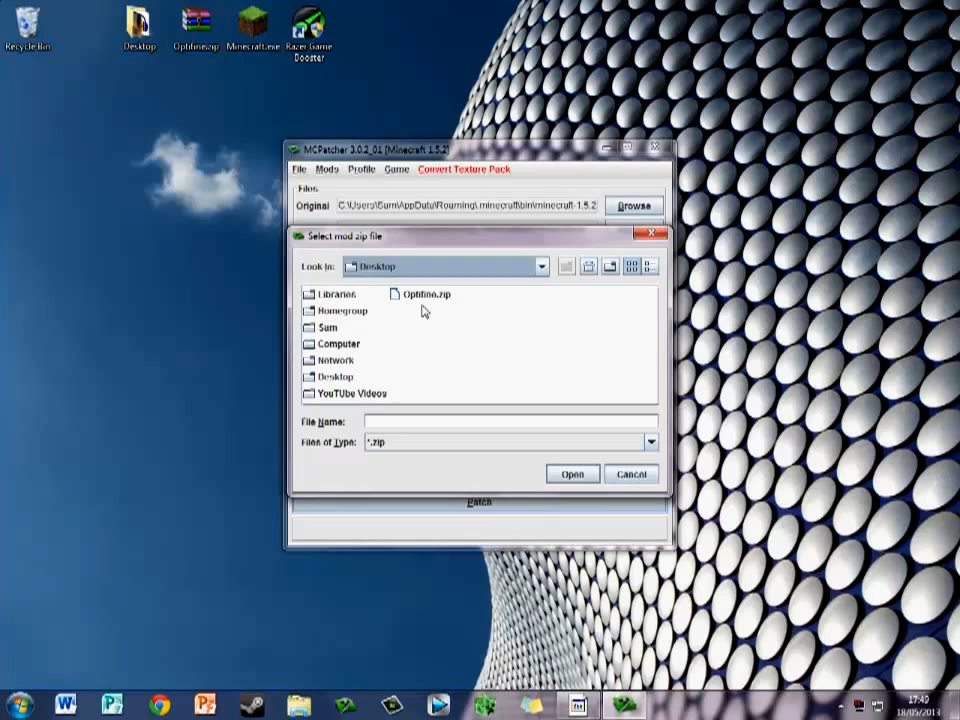 Recycle Bin
Desktop
Optifine.zip
Minecraft.exe
Razer Game
Booster
MCPatcher 3.0.2_01 [Minecraft 1.5.2]
File Mods Profile Game Convert Texture Pack
Files
Original C:\Users\Sum\AppData\Roaming\.minecraft\bin\minecraft-1.5.2 Browse
Select mod zip file
Look In: Desktop
Libraries Optifine.zip
Homegroup
Sum
Computer
Network
Desktop
YouTUbe Videos
File Name:
Files of Type: *.zip
Open Cancel
Patch
17:49
18/05/2013